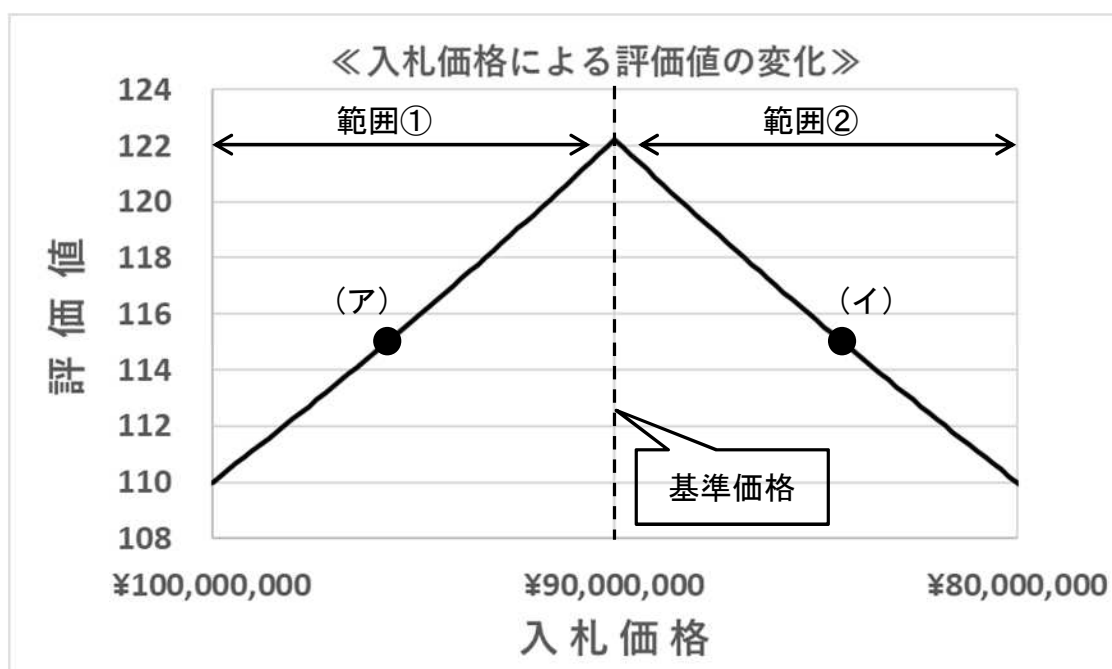 ≪入札価格による評価値の変化≫
124
範囲① 範囲②
122
120
118
(ア) (イ)
116
114
112
基準価格
110
108
評価値
¥100,000,000 ¥90,000,000 ¥80,000,000
入札価格